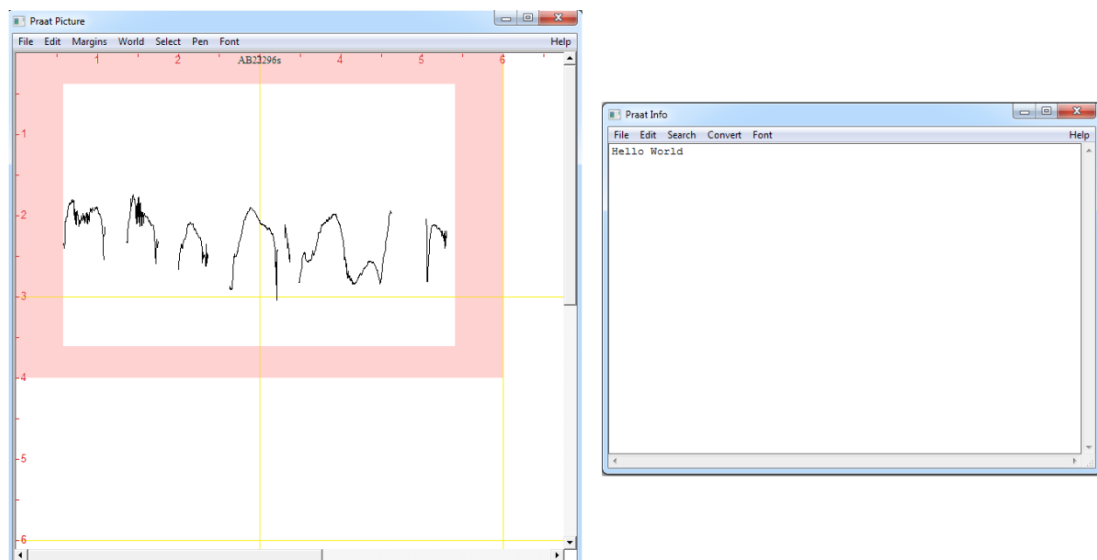 Praat Picture
File Edit Margins World Select Pen Font Help
1 2 AB23296s 4 5 6
1
2
3
4
5
6
Praat Info
File Edit Search Convert Font Help
Hello World